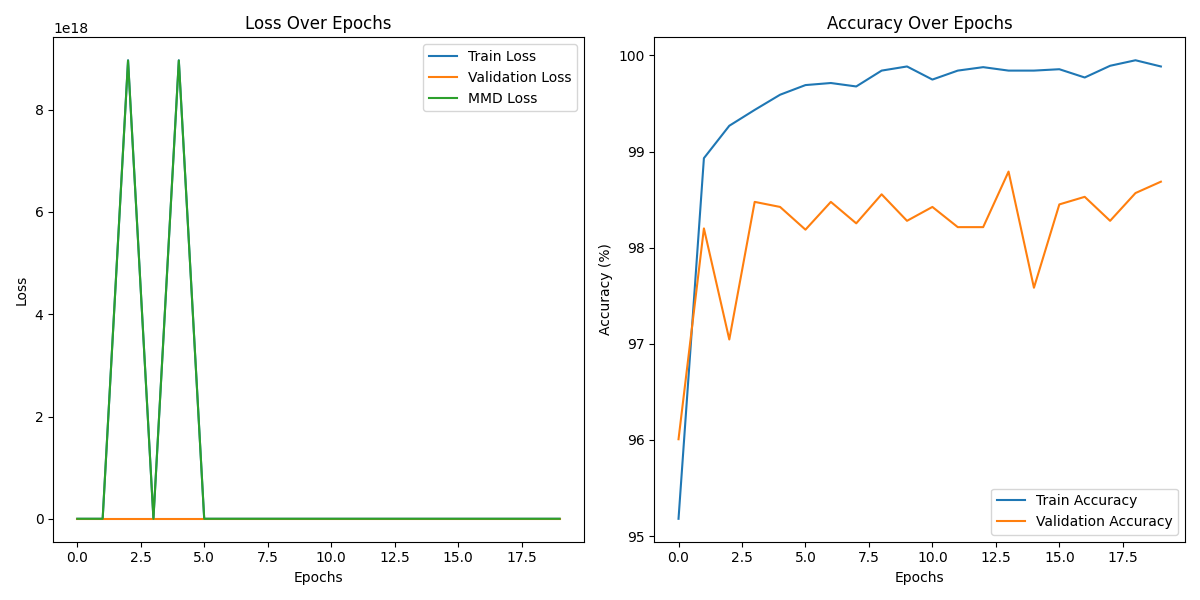 Loss Over Epochs
1e18
Train Loss
Validation Loss
MMD Loss
8
6
4
2
0
Loss
0.0 2.5 5.0 7.5 10.0 12.5 15.0 17.5
Epochs
Accuracy Over Epochs
100
99
98
97
96
95
Accuracy (%)
Train Accuracy
Validation Accuracy
0.0 2.5 5.0 7.5 10.0 12.5 15.0 17.5
Epochs